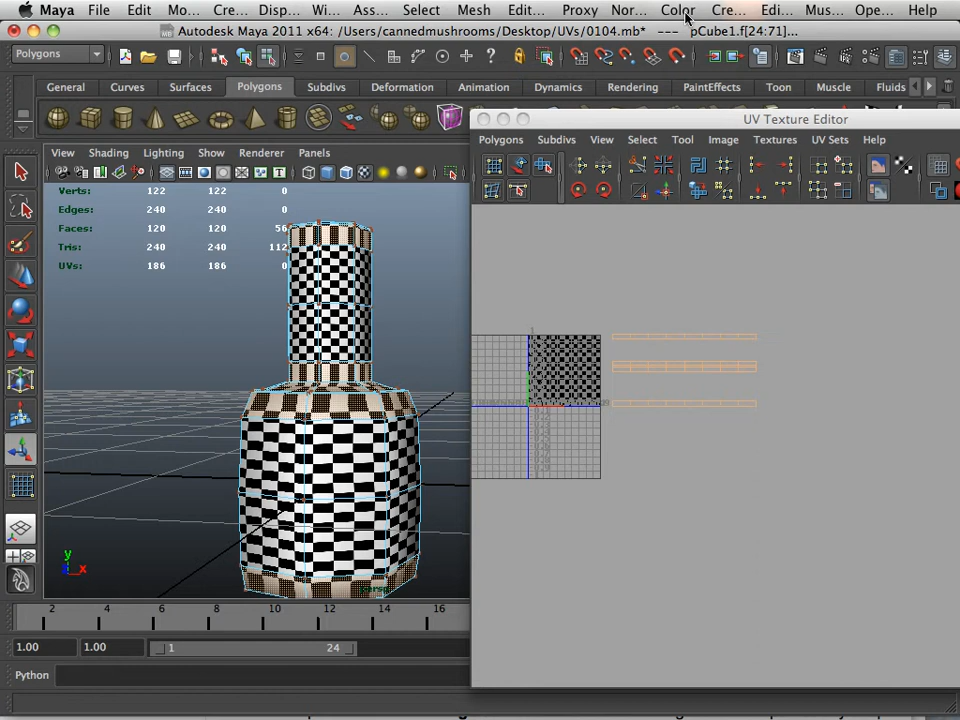 Maya File Edit Mo... Cre... Disp... Wi... Ass... Select Mesh Edit... Proxy Nor... Color Cre... Edi... Mus... Ope... Help
Autodesk Maya 2011 x64: /Users/cannedmushrooms/Desktop/UVs/0104.mb* --- pCube1.f[24:71]...
Polygons
General Curves Surfaces Polygons Subdivs Deformation Animation Dynamics Rendering PaintEffects Toon Muscle Fluids
UV Texture Editor
View Shading Lighting Show Renderer Panels
Polygons Subdivs View Select Tool Image Textures UV Sets Help
Verts: 122 122 0
Edges: 240 240 0
Faces: 120 120 56
Tris: 240 240 112
UVs: 186 186 0
y
x
2 4 6 8 10 12 14 16
1.00 1.00 1 24
Python